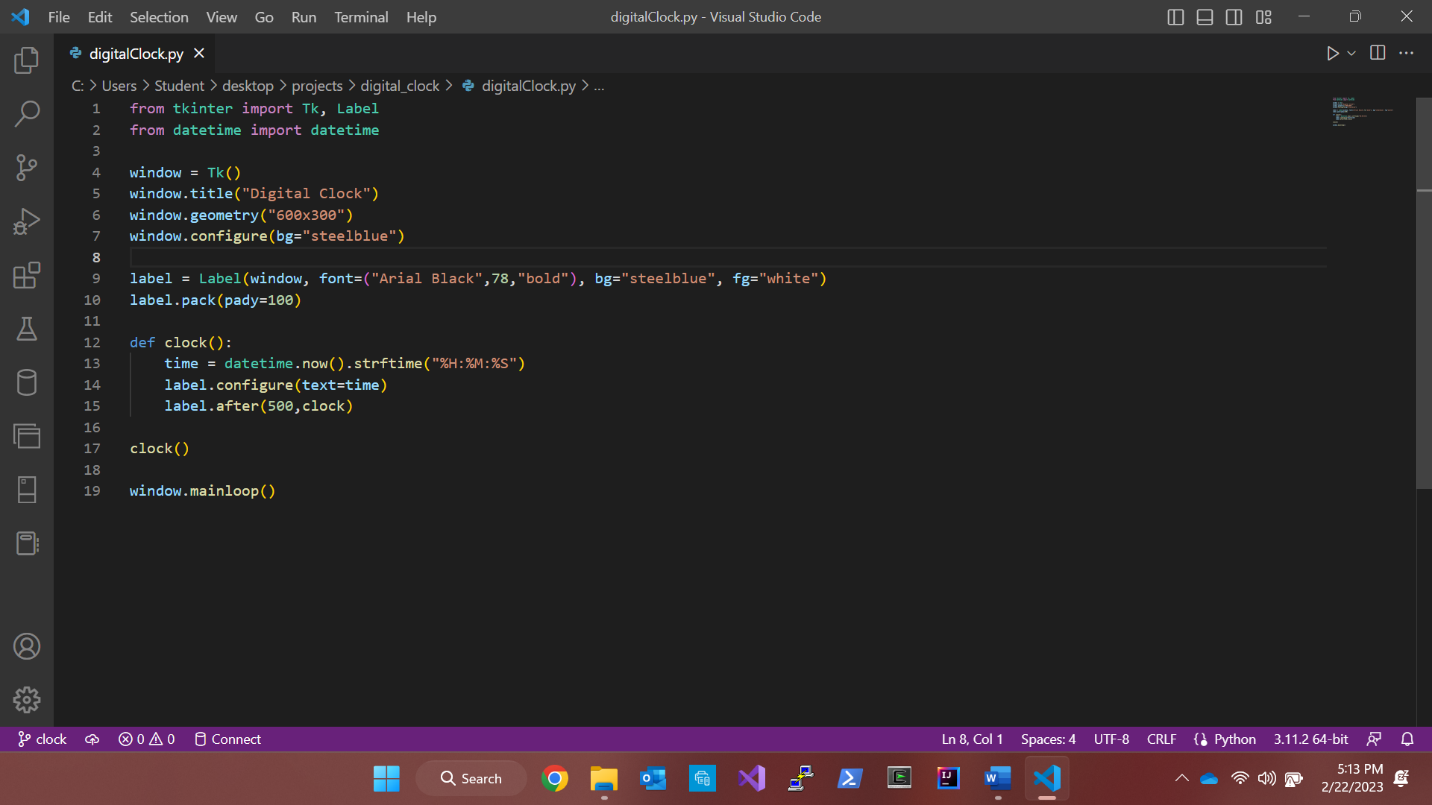 File Edit Selection View Go Run Terminal Help digitalClock.py - Visual Studio Code
digitalClock.py
C: > Users > Student > desktop > projects > digital_clock > digitalClock.py > ...
1 from tkinter import Tk, Label
2 from datetime import datetime
3
4 window = Tk()
5 window.title("Digital Clock")
6 window.geometry("600x300")
7 window.configure(bg="steelblue")
8
9 label = Label(window, font=("Arial Black",78,"bold"), bg="steelblue", fg="white")
10 label.pack(pady=100)
11
12 def clock():
13     time = datetime.now().strftime("%H:%M:%S")
14     label.configure(text=time)
15     label.after(500,clock)
16
17 clock()
18
19 window.mainloop()
clock 0 0 Connect Ln 8, Col 1 Spaces: 4 UTF-8 CRLF Python 3.11.2 64-bit
Search 5:13 PM
2/22/2023